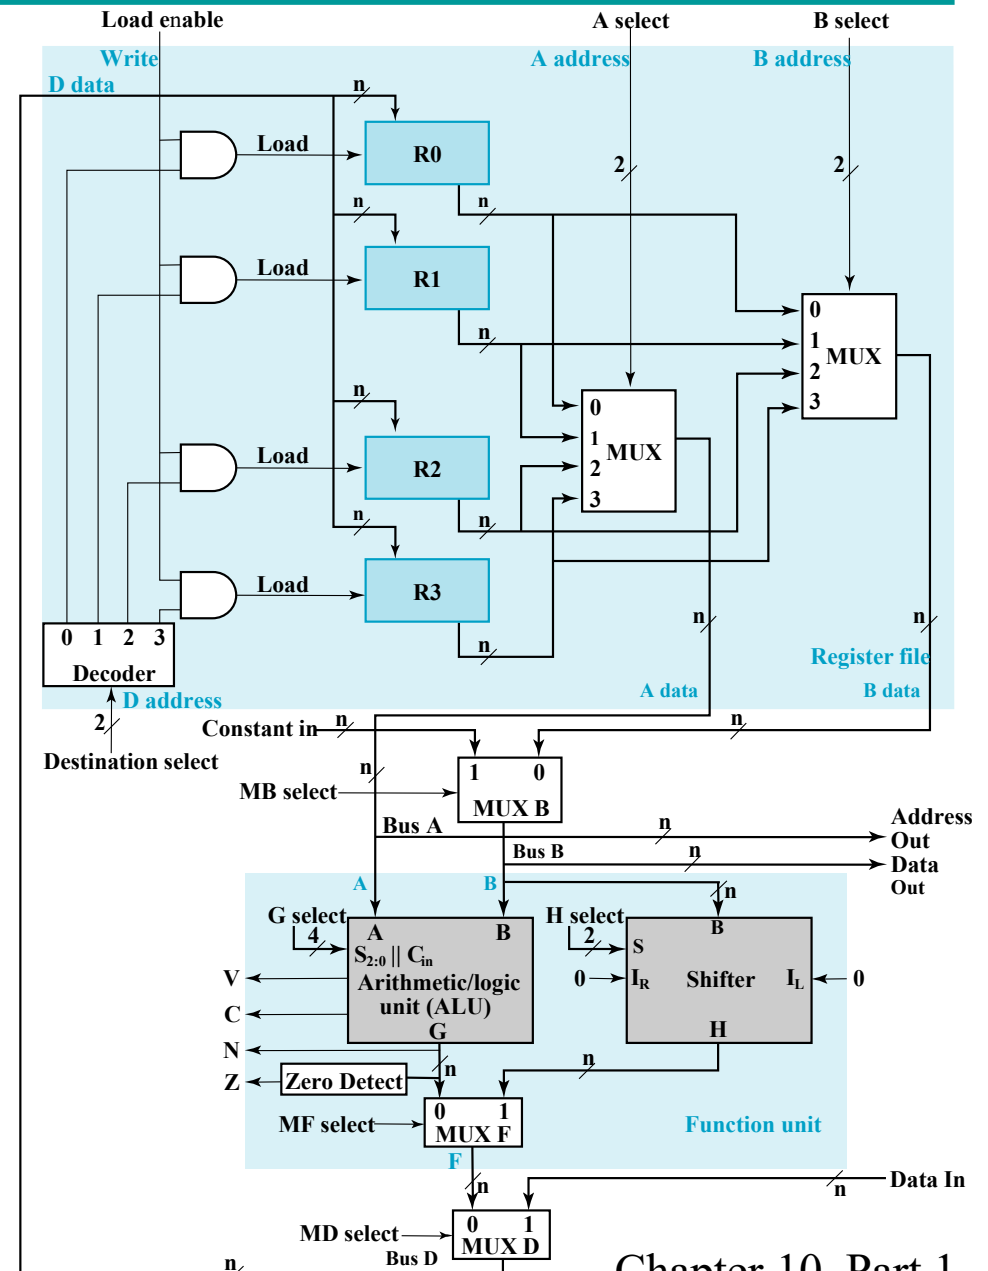 Load enable
A select
B select
Write
A address
B address
D data
n
Load
R0
2
2
n
n
Load
R1
0
n
1
MUX
2
n
3
0
1
MUX
Load
R2
2
3
n
n
Load
R3
n
n
0 1 2 3
n
Register file
Decoder
A data
B data
D address
2
Constant in
n
n
Destination select
n
1 0
MB select
MUX B
Address
Bus A
n
Out
Bus B
n
Data
Out
A
B
n
G select
H select
4
A
B
2
B
S2:0 || Cin
S
V
Arithmetic/logic
0
IR
Shifter
IL
0
unit (ALU)
C
G
H
N
n
n
Z
Zero Detect
0 1
MF select
MUX F
Function unit
F
n
n
Data In
0 1
MD select
MUX D
Bus D
n
Chapter 10 Part 1